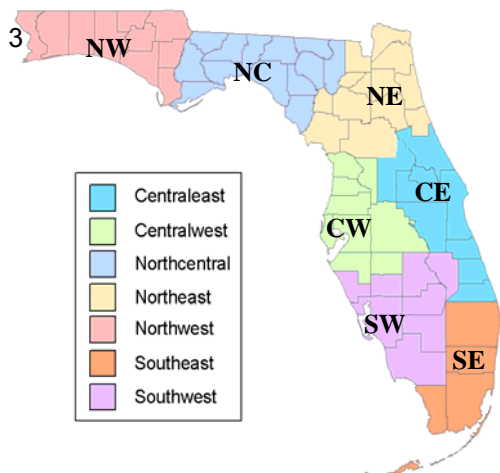 3
NW
NC
NE
CE
CW
SW
SE
Centraleast
Centralwest
Northcentral
Northeast
Northwest
Southeast
Southwest